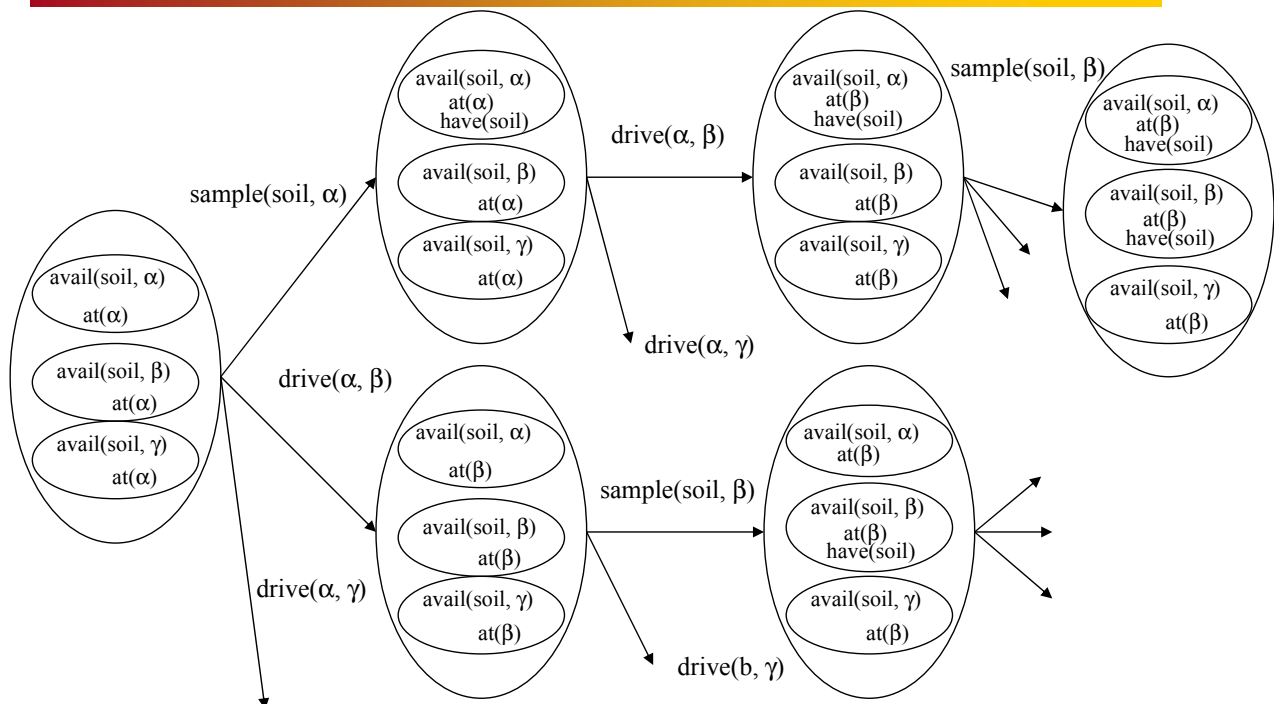 avail(soil, α)
at(α)
avail(soil, β)
at(α)
avail(soil, γ)
at(α)
sample(soil, α)
drive(α, β)
drive(α, γ)
avail(soil, α)
at(α)
have(soil)
avail(soil, β)
at(α)
avail(soil, γ)
at(α)
drive(α, β)
drive(α, γ)
avail(soil, α)
at(β)
have(soil)
avail(soil, β)
at(β)
avail(soil, γ)
at(β)
sample(soil, β)
avail(soil, α)
at(β)
have(soil)
avail(soil, β)
at(β)
have(soil)
avail(soil, γ)
at(β)
avail(soil, α)
at(β)
avail(soil, β)
at(β)
avail(soil, γ)
at(β)
sample(soil, β)
drive(b, γ)
avail(soil, α)
at(β)
avail(soil, β)
at(β)
have(soil)
avail(soil, γ)
at(β)